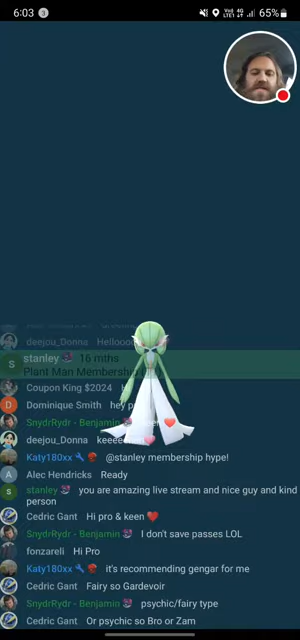 6:03
65%
deejou_Donna Hellooo
stanley 16 mths
Plant Man Membership
Coupon King $2024
Dominique Smith hey p
SnydrRydr - Benjamin
deejou_Donna keee
Katy180xx @stanley membership hype!
Alec Hendricks Ready
stanley you are amazing live stream and nice guy and kind
person
Cedric Gant Hi pro & keen
SnydrRydr - Benjamin I don't save passes LOL
fonzareli Hi Pro
Katy180xx it's recommending gengar for me
Cedric Gant Fairy so Gardevoir
SnydrRydr - Benjamin psychic/fairy type
Cedric Gant Or psychic so Bro or Zam